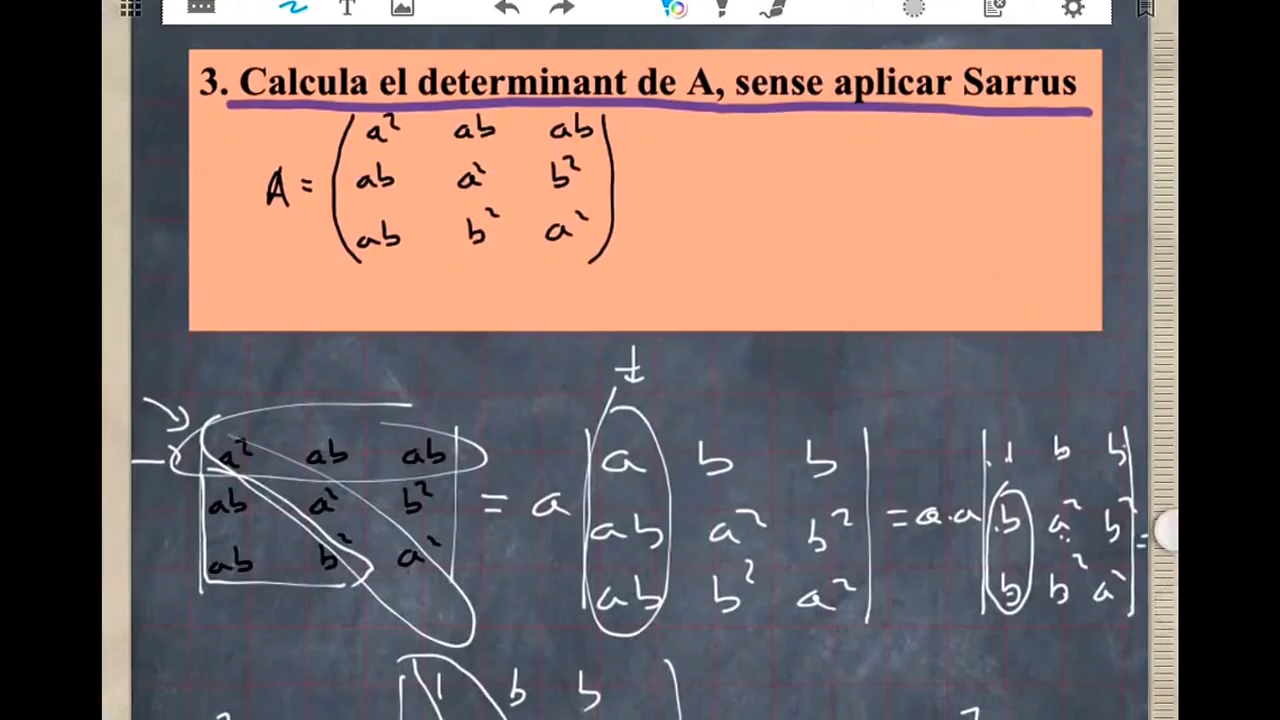 3. Calcula el determinant de A, sense aplicar Sarrus
a² ab ab
A = ab a² b²
ab b² a²
a² ab ab a b b 1 b b
ab a² b² = a ab a² b² = a·a b a² b² =
ab b² a² ab b² a² b b² a²
1 b b